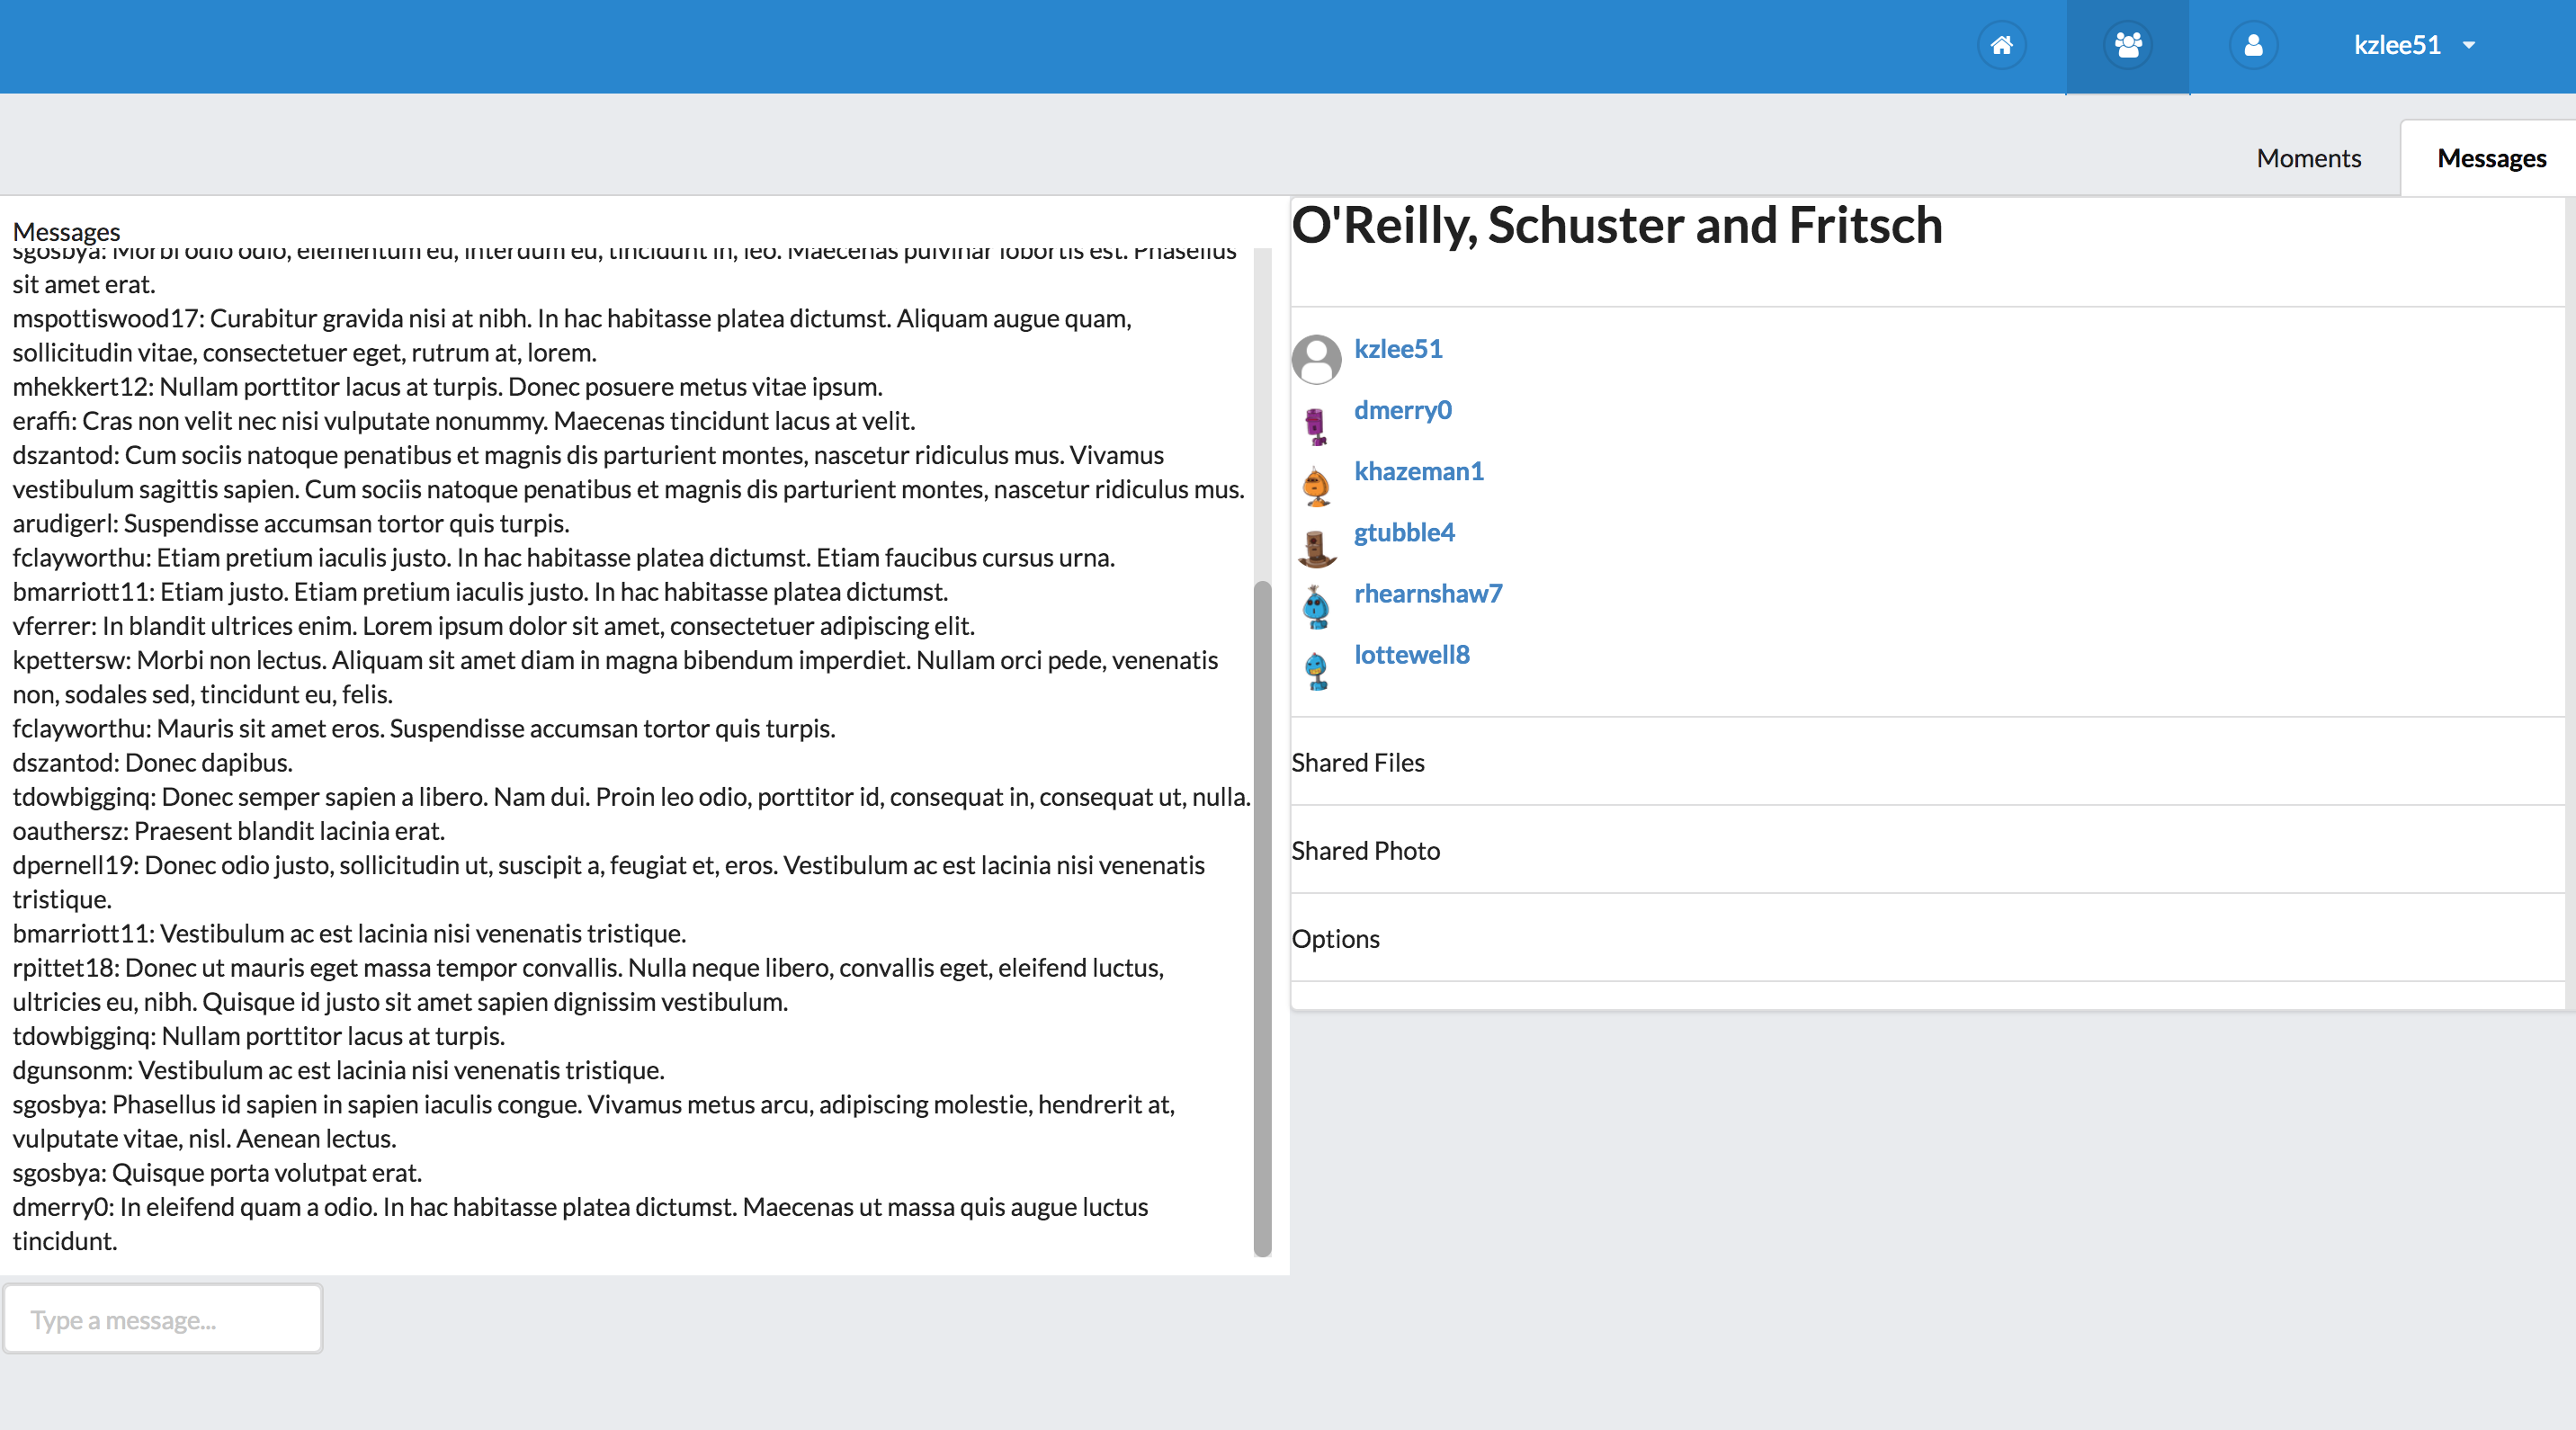 kzlee51
Moments
Messages
Messages
sgosbya: Morbi odio odio, elementum eu, interdum eu, tincidunt in, leo. Maecenas pulvinar lobortis est. Phasellus
sit amet erat.
mspottiswood17: Curabitur gravida nisi at nibh. In hac habitasse platea dictumst. Aliquam augue quam,
sollicitudin vitae, consectetuer eget, rutrum at, lorem.
mhekkert12: Nullam porttitor lacus at turpis. Donec posuere metus vitae ipsum.
eraffi: Cras non velit nec nisi vulputate nonummy. Maecenas tincidunt lacus at velit.
dszantod: Cum sociis natoque penatibus et magnis dis parturient montes, nascetur ridiculus mus. Vivamus
vestibulum sagittis sapien. Cum sociis natoque penatibus et magnis dis parturient montes, nascetur ridiculus mus.
arudigerl: Suspendisse accumsan tortor quis turpis.
fclayworthu: Etiam pretium iaculis justo. In hac habitasse platea dictumst. Etiam faucibus cursus urna.
bmarriott11: Etiam justo. Etiam pretium iaculis justo. In hac habitasse platea dictumst.
vferrer: In blandit ultrices enim. Lorem ipsum dolor sit amet, consectetuer adipiscing elit.
kpettersw: Morbi non lectus. Aliquam sit amet diam in magna bibendum imperdiet. Nullam orci pede, venenatis
non, sodales sed, tincidunt eu, felis.
fclayworthu: Mauris sit amet eros. Suspendisse accumsan tortor quis turpis.
dszantod: Donec dapibus.
tdowbigginq: Donec semper sapien a libero. Nam dui. Proin leo odio, porttitor id, consequat in, consequat ut, nulla.
oauthersz: Praesent blandit lacinia erat.
dpernell19: Donec odio justo, sollicitudin ut, suscipit a, feugiat et, eros. Vestibulum ac est lacinia nisi venenatis
tristique.
bmarriott11: Vestibulum ac est lacinia nisi venenatis tristique.
rpittet18: Donec ut mauris eget massa tempor convallis. Nulla neque libero, convallis eget, eleifend luctus,
ultricies eu, nibh. Quisque id justo sit amet sapien dignissim vestibulum.
tdowbigginq: Nullam porttitor lacus at turpis.
dgunsonm: Vestibulum ac est lacinia nisi venenatis tristique.
sgosbya: Phasellus id sapien in sapien iaculis congue. Vivamus metus arcu, adipiscing molestie, hendrerit at,
vulputate vitae, nisl. Aenean lectus.
sgosbya: Quisque porta volutpat erat.
dmerry0: In eleifend quam a odio. In hac habitasse platea dictumst. Maecenas ut massa quis augue luctus
tincidunt.
Type a message...
O'Reilly, Schuster and Fritsch
kzlee51
dmerry0
khazeman1
gtubble4
rhearnshaw7
lottewell8
Shared Files
Shared Photo
Options